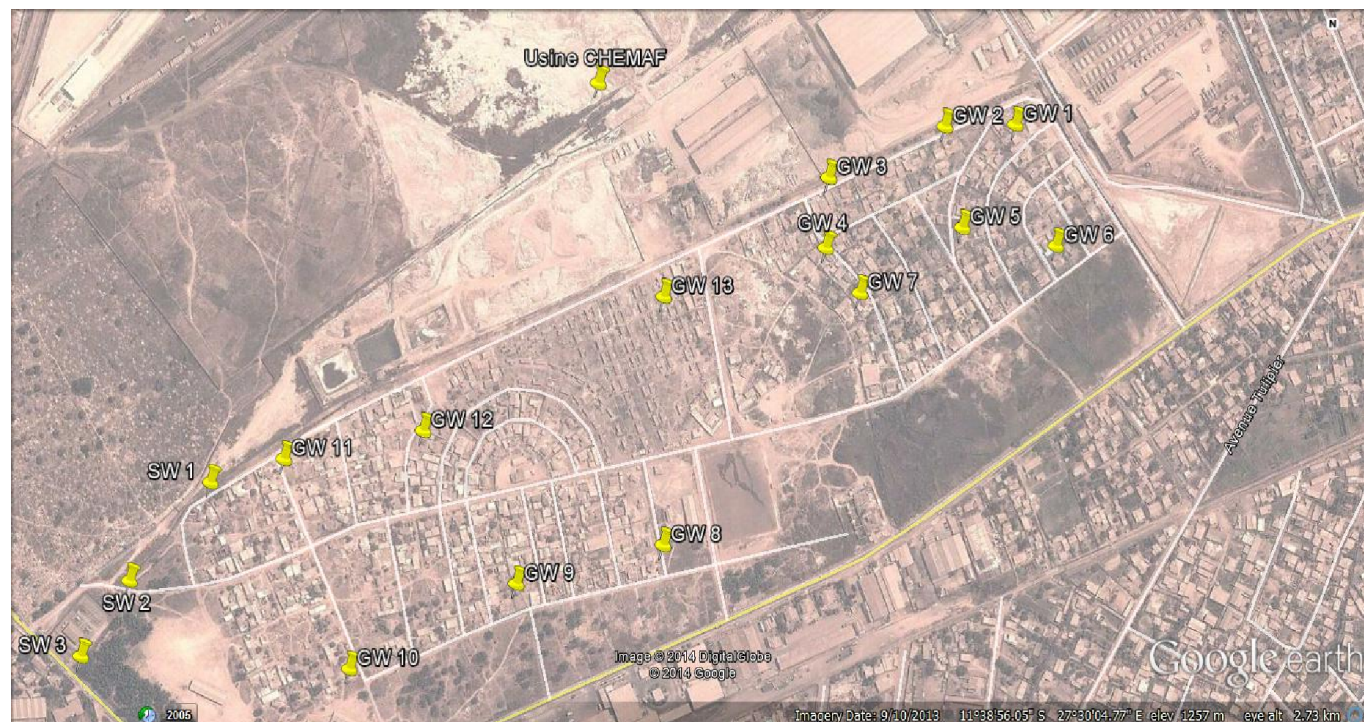 N
Usine CHEMAF
GW 2
GW 1
GW 3
GW 4
GW 5
GW 6
GW 7
GW 13
GW 12
GW 11
SW 1
GW 8
GW 9
SW 2
SW 3
GW 10
Avenue Tulipier
Image © 2014 DigitalGlobe
© 2014 Google
Google earth
2005
Imagery Date: 9/10/2013 11°38'56.05" S 27°30'04.77" E elev 1257 m eye alt 2.73 km